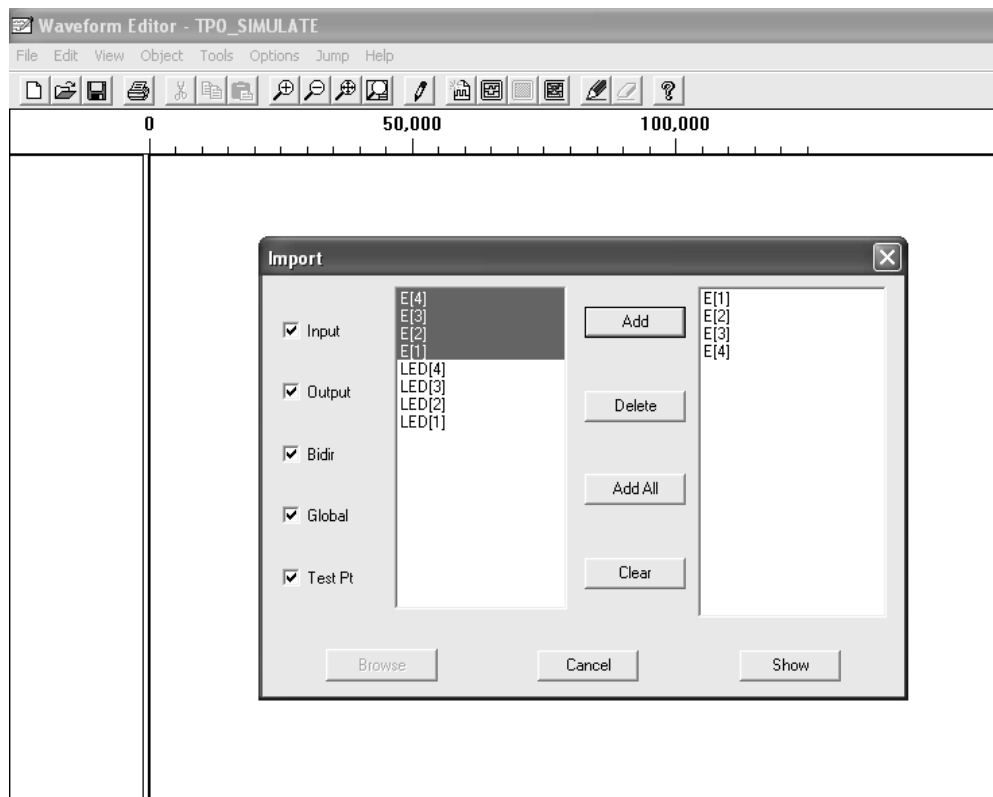 Waveform Editor - TP0_SIMULATE
File Edit View Object Tools Options Jump Help
0 50,000 100,000
Import
Input
Output
Bidir
Global
Test Pt
E[4]
E[3]
E[2]
E[1]
LED[4]
LED[3]
LED[2]
LED[1]
Add
Delete
Add All
Clear
E[1]
E[2]
E[3]
E[4]
Browse
Cancel
Show